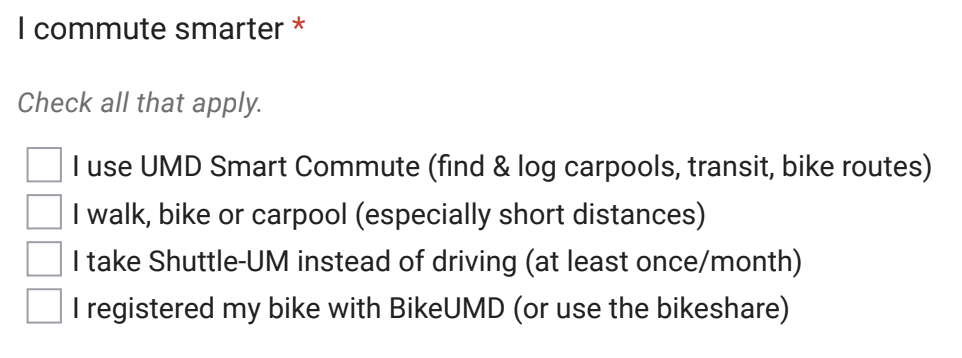 I commute smarter *
Check all that apply.
I use UMD Smart Commute (find & log carpools, transit, bike routes)
I walk, bike or carpool (especially short distances)
I take Shuttle-UM instead of driving (at least once/month)
I registered my bike with BikeUMD (or use the bikeshare)